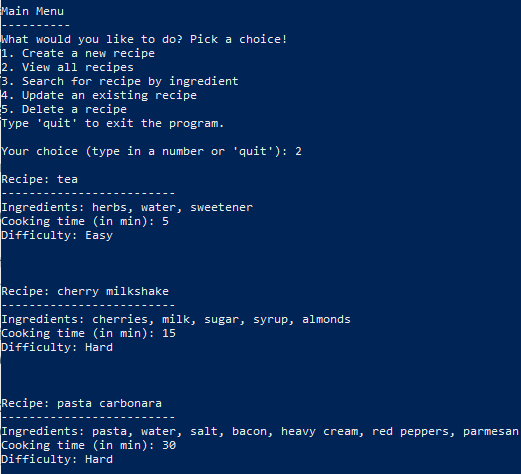 Main Menu
----------
What would you like to do? Pick a choice!
1. Create a new recipe
2. View all recipes
3. Search for recipe by ingredient
4. Update an existing recipe
5. Delete a recipe
Type 'quit' to exit the program.
Your choice (type in a number or 'quit'): 2
Recipe: tea
-------------------------
Ingredients: herbs, water, sweetener
Cooking time (in min): 5
Difficulty: Easy
Recipe: cherry milkshake
-------------------------
Ingredients: cherries, milk, sugar, syrup, almonds
Cooking time (in min): 15
Difficulty: Hard
Recipe: pasta carbonara
-------------------------
Ingredients: pasta, water, salt, bacon, heavy cream, red peppers, parmesan
Cooking time (in min): 30
Difficulty: Hard